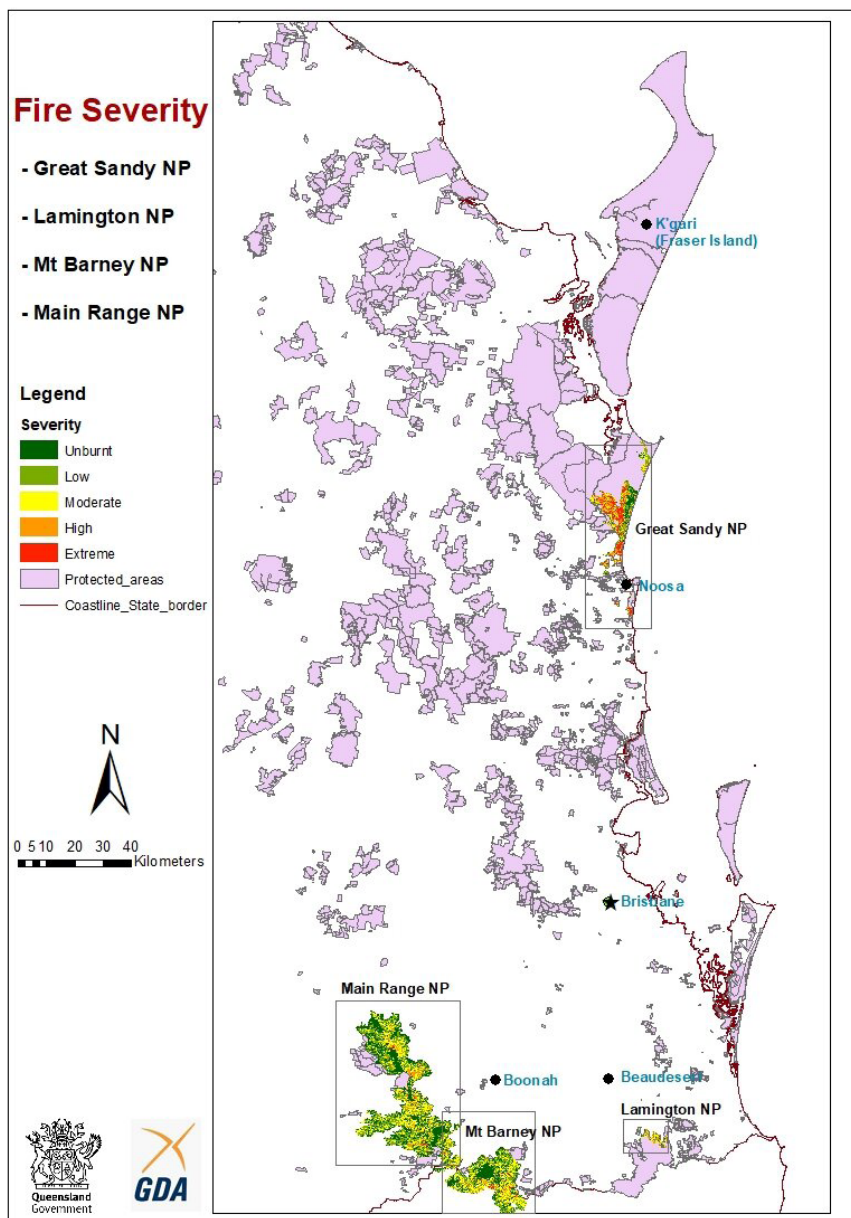 Fire Severity
- Great Sandy NP
- Lamington NP
- Mt Barney NP
- Main Range NP
Legend
Severity
Unburnt
Low
Moderate
High
Extreme
Protected_areas
Coastline_State_border
N
0 5 10 20 30 40
Kilometers
Queensland
Government
GDA
K'gari
(Fraser Island)
Great Sandy NP
Noosa
Brisbane
Main Range NP
Boonah
Beaudesert
Lamington NP
Mt Barney NP